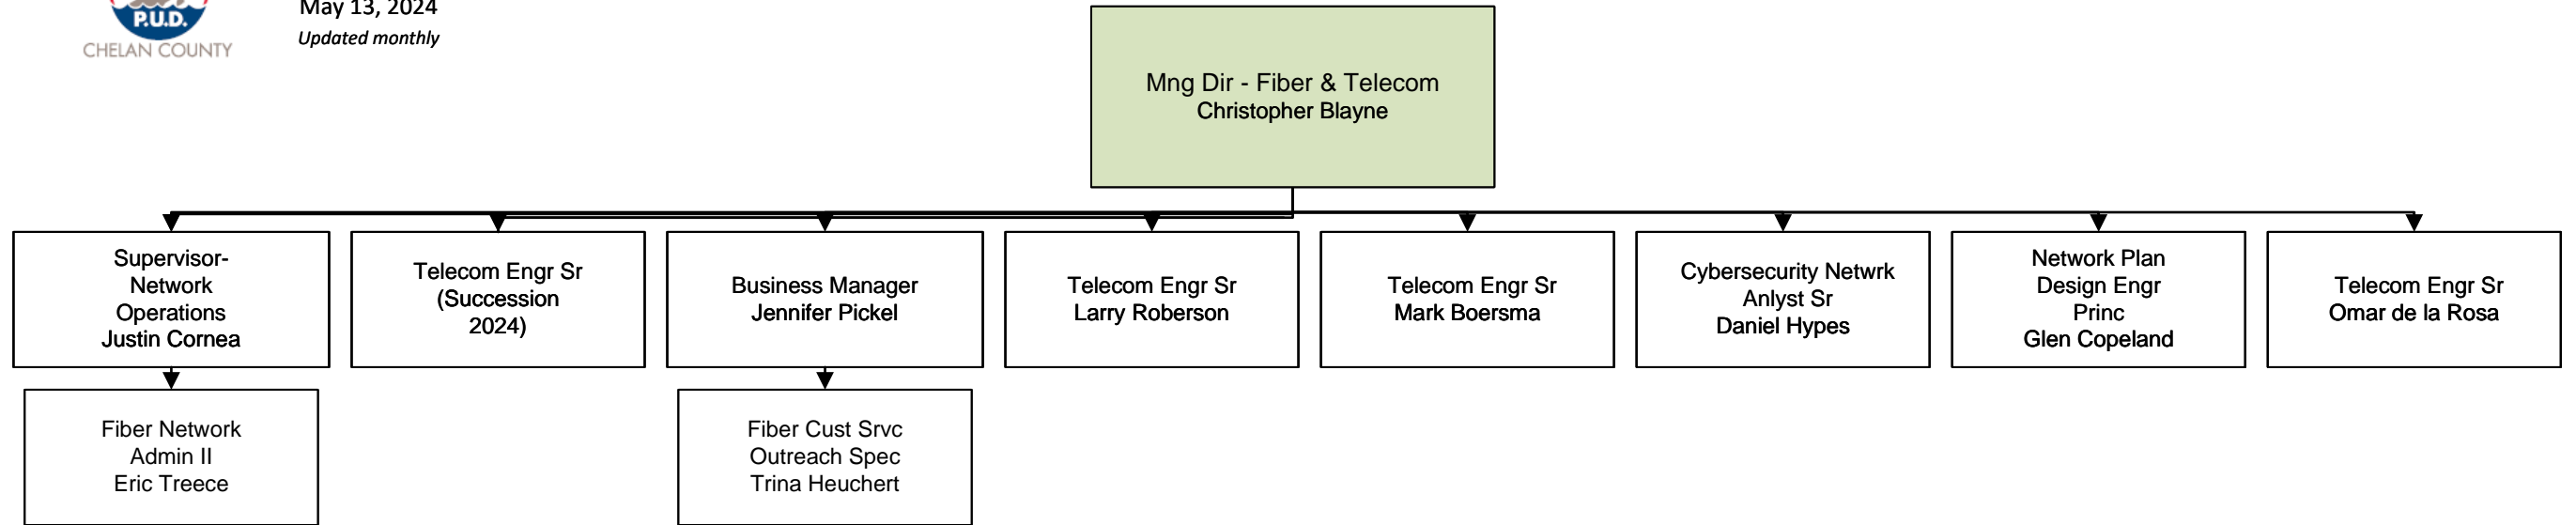 May 13, 2024
P.U.D.
Updated monthly
CHELAN COUNTY
Mng Dir - Fiber & Telecom
Christopher Blayne
Supervisor-
Network
Operations
Justin Cornea
Telecom Engr Sr
(Succession
2024)
Business Manager
Jennifer Pickel
Telecom Engr Sr
Larry Roberson
Telecom Engr Sr
Mark Boersma
Cybersecurity Netwrk
Anlyst Sr
Daniel Hypes
Network Plan
Design Engr
Princ
Glen Copeland
Telecom Engr Sr
Omar de la Rosa
Fiber Network
Admin II
Eric Treece
Fiber Cust Srvc
Outreach Spec
Trina Heuchert